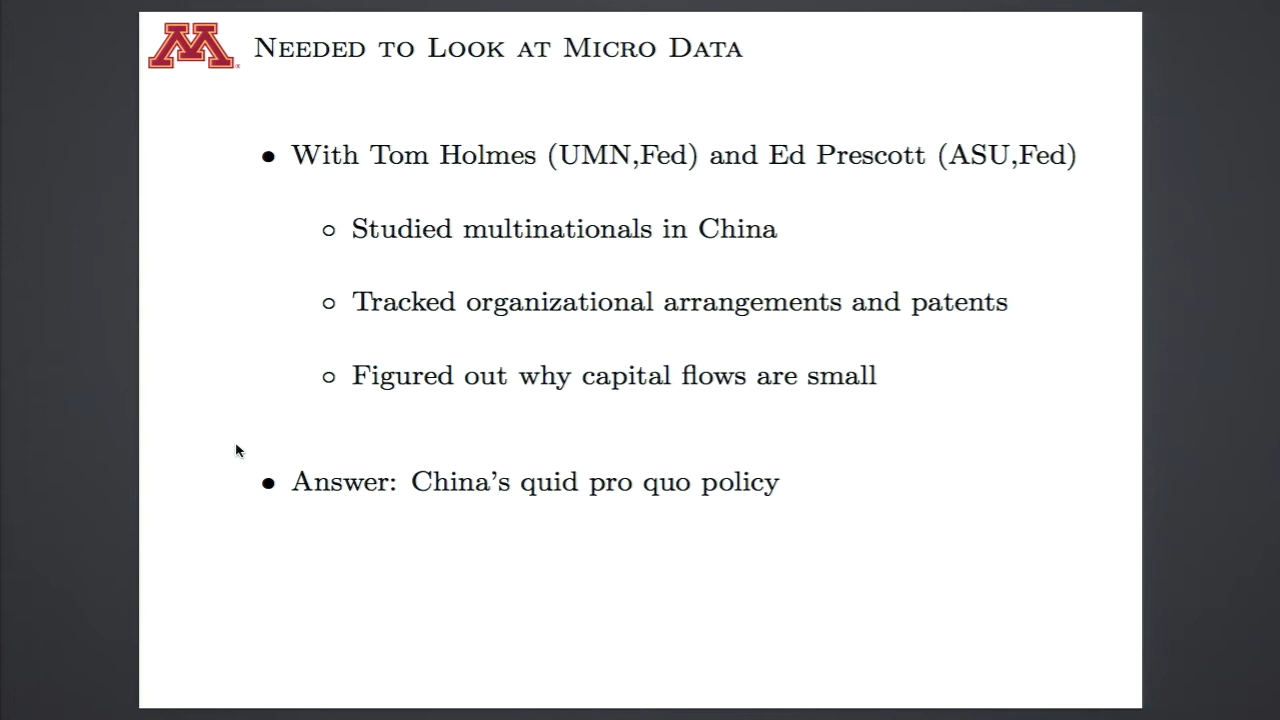 M
Needed to Look at Micro Data
• With Tom Holmes (UMN,Fed) and Ed Prescott (ASU,Fed)
○ Studied multinationals in China
○ Tracked organizational arrangements and patents
○ Figured out why capital flows are small
• Answer: China's quid pro quo policy